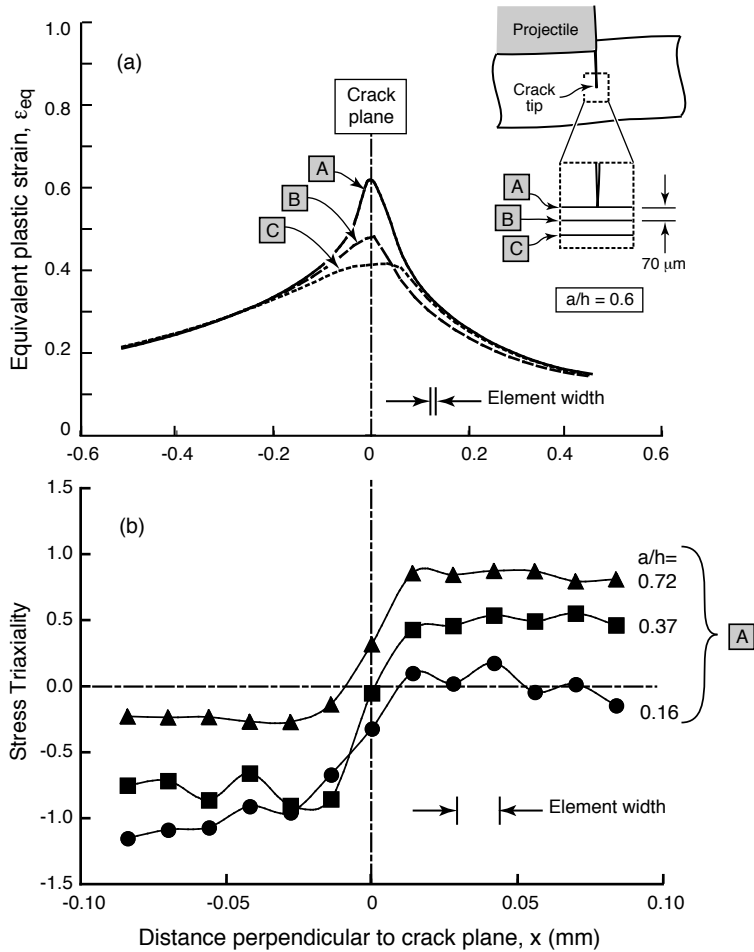 (a)
Equivalent plastic strain, εeq
1.0
0.8
0.6
0.4
0.2
0
-0.6
-0.4
-0.2
0
0.2
0.4
0.6
Crack
plane
A
B
C
Projectile
Crack
tip
A
B
C
70 μm
a/h = 0.6
Element width
(b)
Stress Triaxiality
1.5
1.0
0.5
0.0
-0.5
-1.0
-1.5
-0.10
-0.05
0
0.05
0.10
a/h=
0.72
0.37
0.16
A
Element width
Distance perpendicular to crack plane, x (mm)